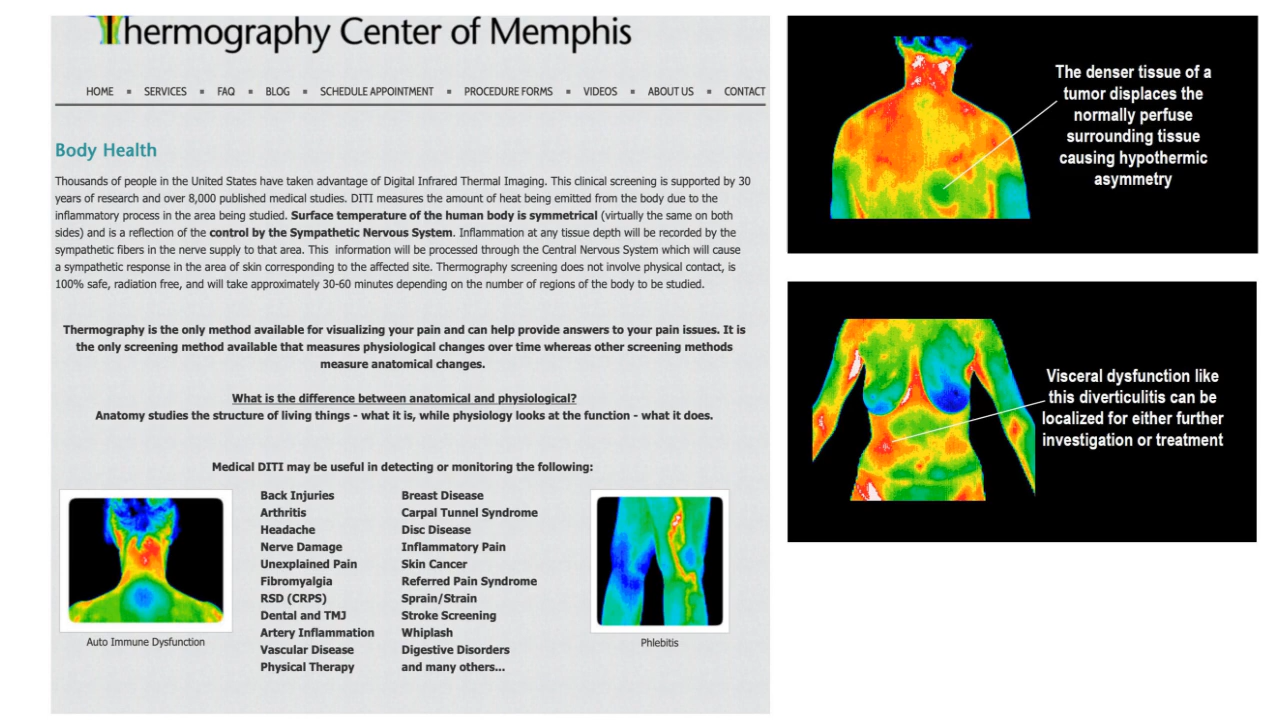 Thermography Center of Memphis
HOME ▪ SERVICES ▪ FAQ ▪ BLOG ▪ SCHEDULE APPOINTMENT ▪ PROCEDURE FORMS ▪ VIDEOS ▪ ABOUT US ▪ CONTACT
Body Health
Thousands of people in the United States have taken advantage of Digital Infrared Thermal Imaging. This clinical screening is supported by 30
years of research and over 8,000 published medical studies. DITI measures the amount of heat being emitted from the body due to the
inflammatory process in the area being studied. Surface temperature of the human body is symmetrical (virtually the same on both
sides) and is a reflection of the control by the Sympathetic Nervous System. Inflammation at any tissue depth will be recorded by the
sympathetic fibers in the nerve supply to that area. This information will be processed through the Central Nervous System which will cause
a sympathetic response in the area of skin corresponding to the affected site. Thermography screening does not involve physical contact, is
100% safe, radiation free, and will take approximately 30-60 minutes depending on the number of regions of the body to be studied.
Thermography is the only method available for visualizing your pain and can help provide answers to your pain issues. It is
the only screening method available that measures physiological changes over time whereas other screening methods
measure anatomical changes.
What is the difference between anatomical and physiological?
Anatomy studies the structure of living things - what it is, while physiology looks at the function - what it does.
Medical DITI may be useful in detecting or monitoring the following:
Back Injuries
Arthritis
Headache
Nerve Damage
Unexplained Pain
Fibromyalgia
RSD (CRPS)
Dental and TMJ
Artery Inflammation
Vascular Disease
Physical Therapy
Breast Disease
Carpal Tunnel Syndrome
Disc Disease
Inflammatory Pain
Skin Cancer
Referred Pain Syndrome
Sprain/Strain
Stroke Screening
Whiplash
Digestive Disorders
and many others...
Auto Immune Dysfunction
Phlebitis
The denser tissue of a
tumor displaces the
normally perfuse
surrounding tissue
causing hypothermic
asymmetry
Visceral dysfunction like
this diverticulitis can be
localized for either further
investigation or treatment